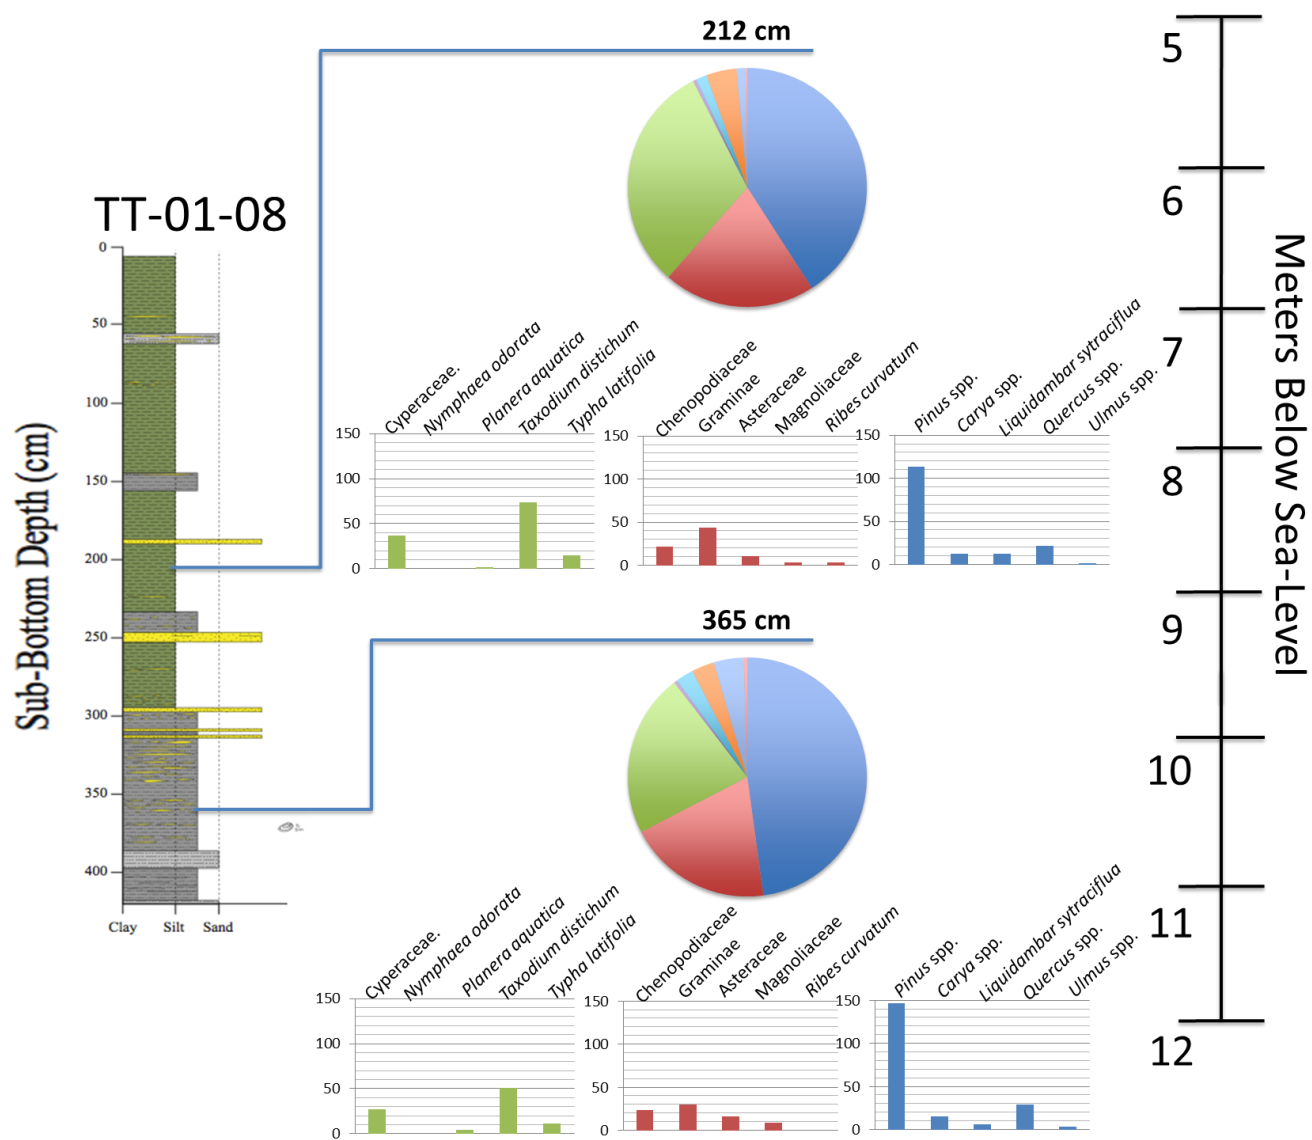 212 cm
5
6
7
8
9
10
11
12
Meters Below Sea-Level
TT-01-08
Sub-Bottom Depth (cm)
0
50
100
150
200
250
300
350
400
Clay Silt Sand
Cyperaceae.
Nymphaea odorata
Planera aquatica
Taxodium distichum
Typha latifolia
150
100
50
0
Chenopodiaceae
Graminae
Asteraceae
Magnoliaceae
Ribes curvatum
150
100
50
0
Pinus spp.
Carya spp.
Liquidambar sytraciflua
Quercus spp.
Ulmus spp.
150
100
50
0
365 cm
Cyperaceae.
Nymphaea odorata
Planera aquatica
Taxodium distichum
Typha latifolia
150
100
50
0
Chenopodiaceae
Graminae
Asteraceae
Magnoliaceae
Ribes curvatum
150
100
50
0
Pinus spp.
Carya spp.
Liquidambar sytraciflua
Quercus spp.
Ulmus spp.
150
100
50
0